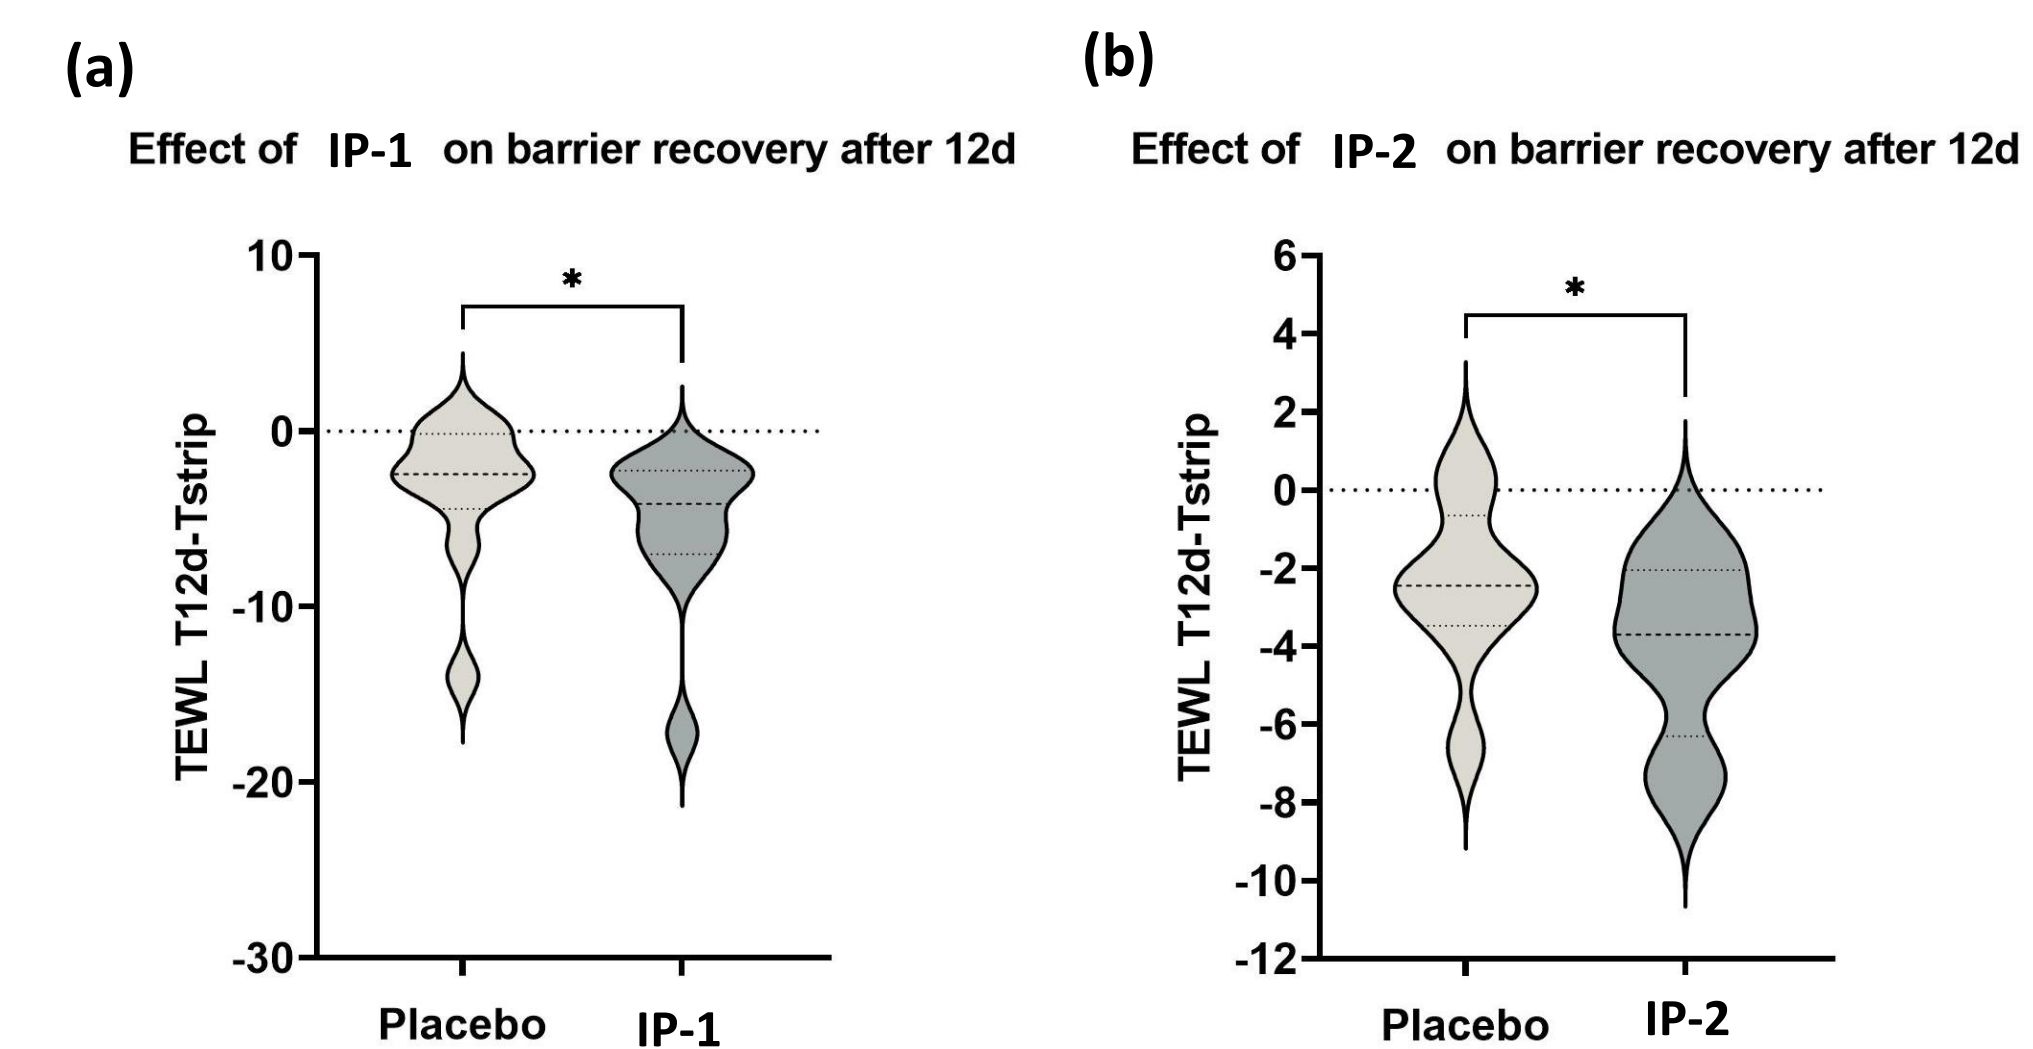 (a)
Effect of IP-1 on barrier recovery after 12d
10
0
-10
-20
-30
TEWL T12d-Tstrip
*
Placebo
IP-1
(b)
Effect of IP-2 on barrier recovery after 12d
6
4
2
0
-2
-4
-6
-8
-10
-12
TEWL T12d-Tstrip
*
Placebo
IP-2